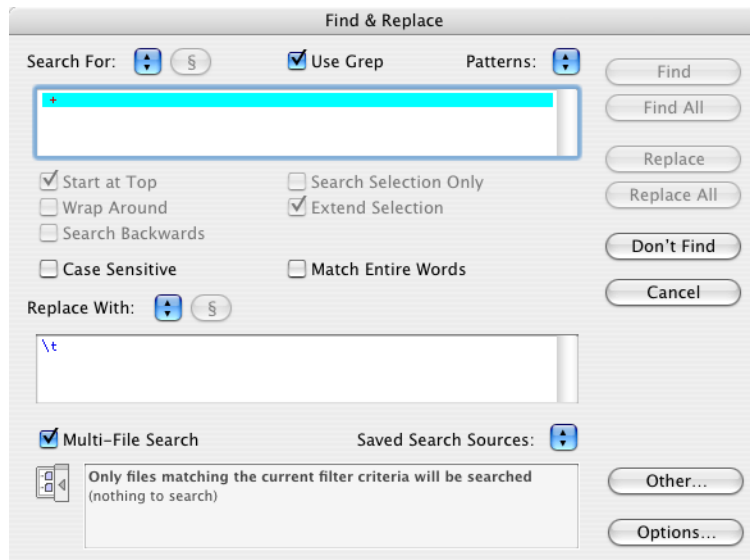 Find & Replace
Search For: § Use Grep Patterns:
+
Find
Find All
Start at Top Search Selection Only
Replace
Wrap Around Extend Selection
Replace All
Search Backwards
Case Sensitive Match Entire Words
Don't Find
Replace With: §
Cancel
\t
Multi-File Search Saved Search Sources:
Only files matching the current filter criteria will be searched
(nothing to search)
Other...
Options...